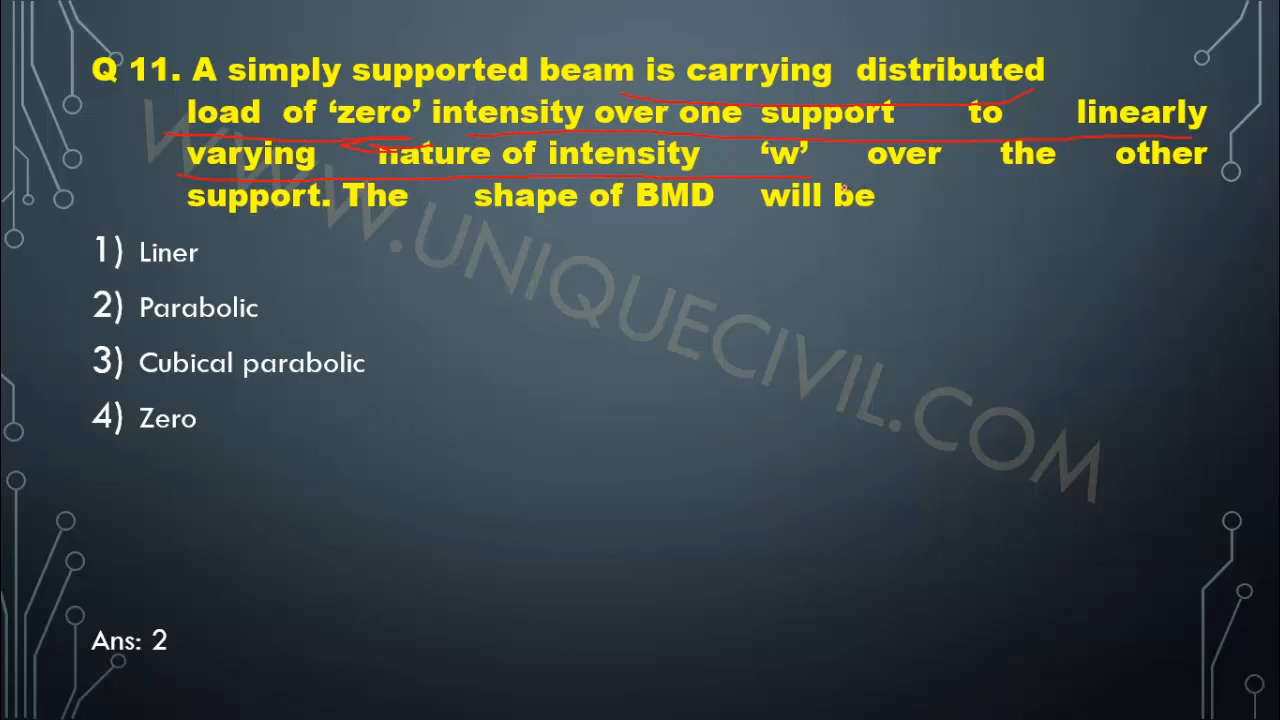 Q 11. A simply supported beam is carrying distributed
load of ‘zero’ intensity over one support to linearly
varying nature of intensity ‘w’ over the other
support. The shape of BMD will be
1) Liner
2) Parabolic
3) Cubical parabolic
4) Zero
Ans: 2
WWW.UNIQUECIVIL.COM